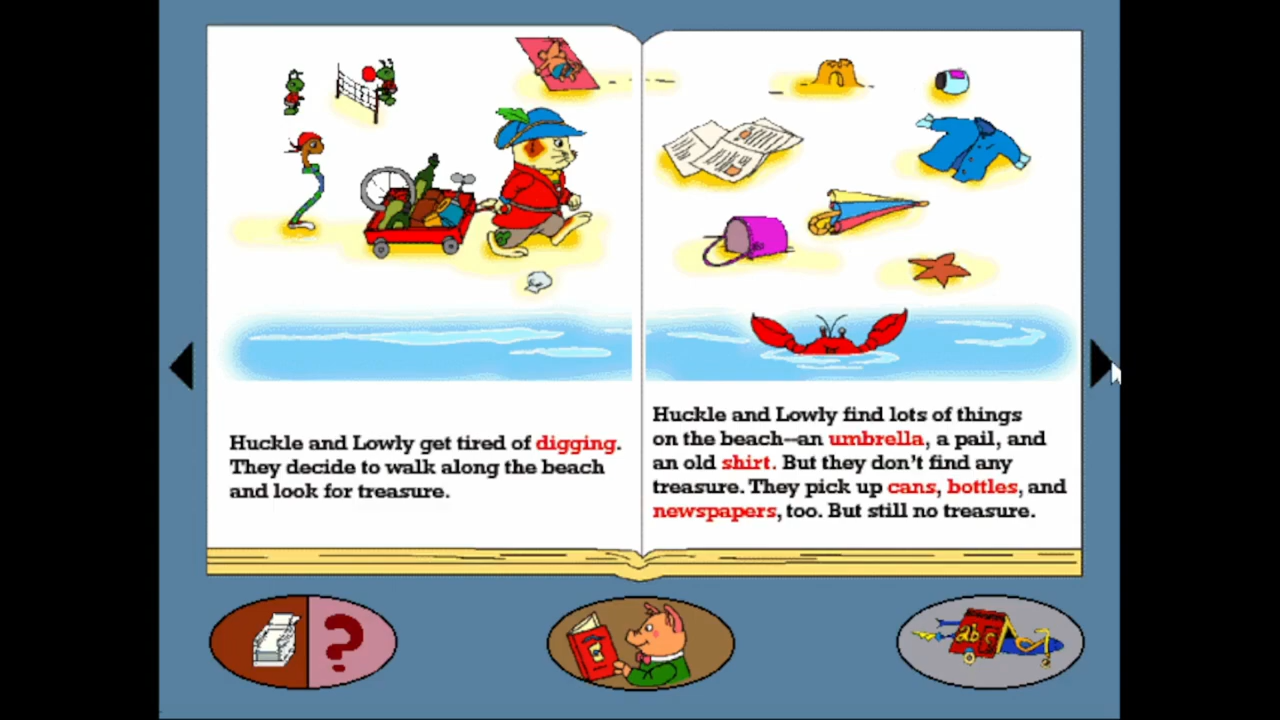 Huckle and Lowly get tired of digging.
They decide to walk along the beach
and look for treasure.
Huckle and Lowly find lots of things
on the beach--an umbrella, a pail, and
an old shirt. But they don't find any
treasure. They pick up cans, bottles, and
newspapers, too. But still no treasure.
?
abc